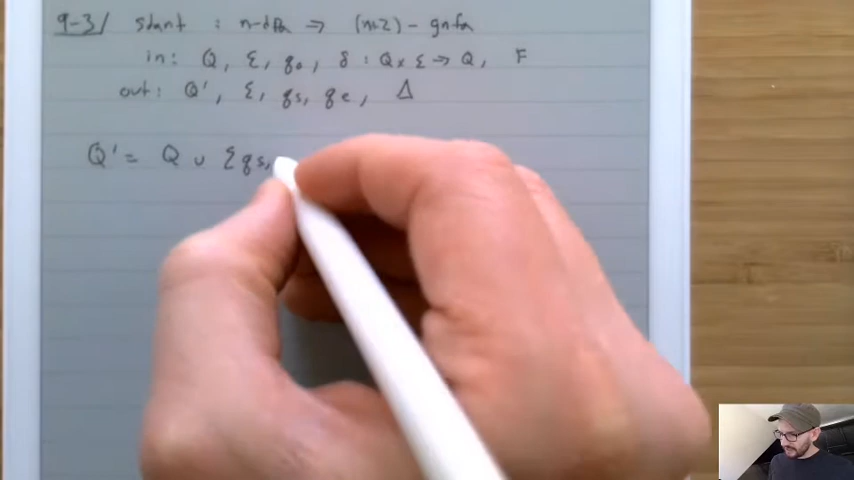 9-3/ start : n-dfa ⇒ (n+2) - gnfa
in: Q, Σ, q₀, δ : Q x Σ → Q, F
out: Q', Σ, qs, qe, Δ
Q' = Q ∪ {qs,